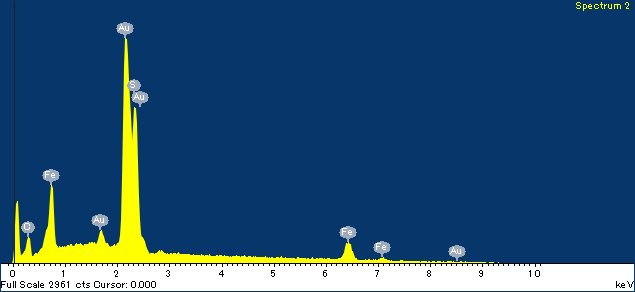 Spectrum 2
Au
S
Au
Fe
Au
C
Fe
Fe
Au
0 1 2 3 4 5 6 7 8 9 10
Full Scale 2961 cts Cursor: 0.000 keV